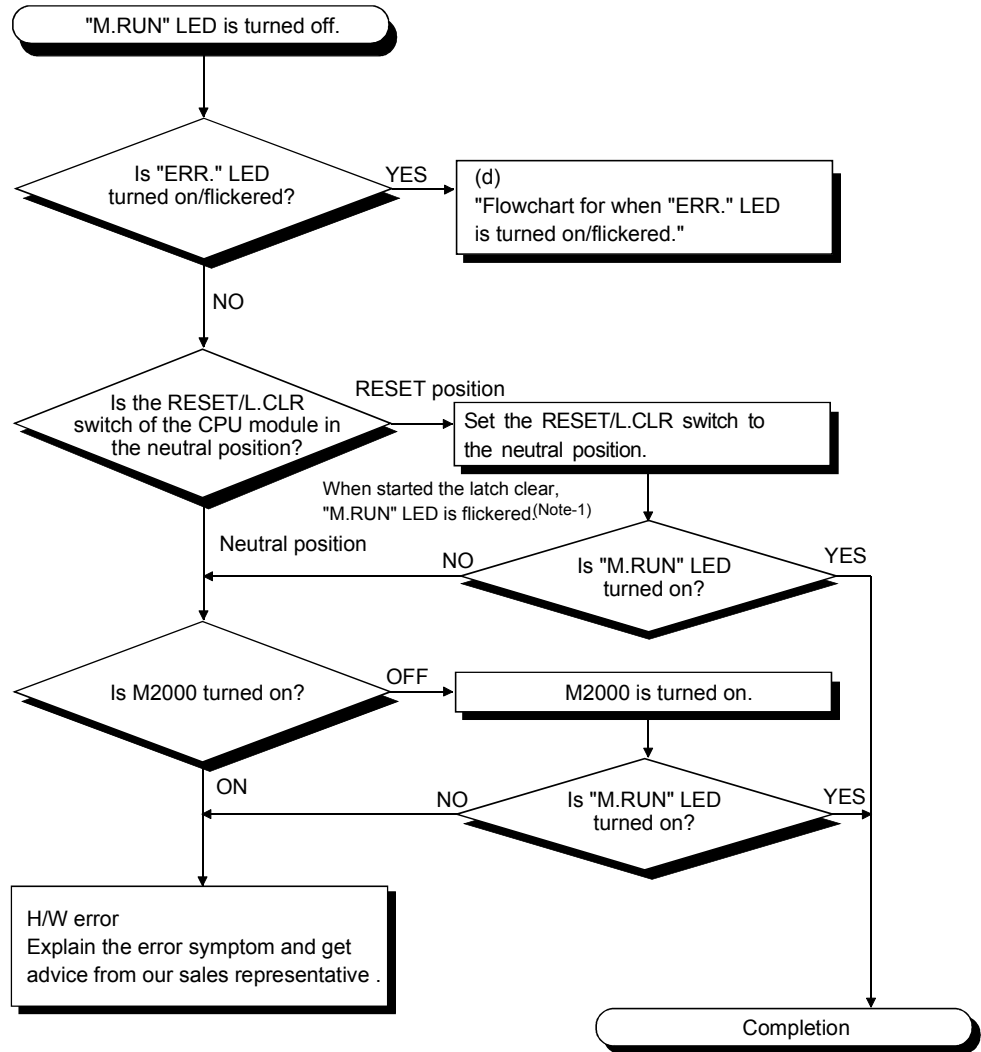 "M.RUN" LED is turned off.
Is "ERR." LED
turned on/flickered?
YES
(d)
"Flowchart for when "ERR." LED
is turned on/flickered."
NO
Is the RESET/L.CLR
switch of the CPU module in
the neutral position?
RESET position
Set the RESET/L.CLR switch to
the neutral position.
When started the latch clear,
"M.RUN" LED is flickered.(Note-1)
Neutral position
NO
Is "M.RUN" LED
turned on?
YES
Is M2000 turned on?
OFF
M2000 is turned on.
ON
NO
Is "M.RUN" LED
turned on?
YES
H/W error
Explain the error symptom and get
advice from our sales representative .
Completion